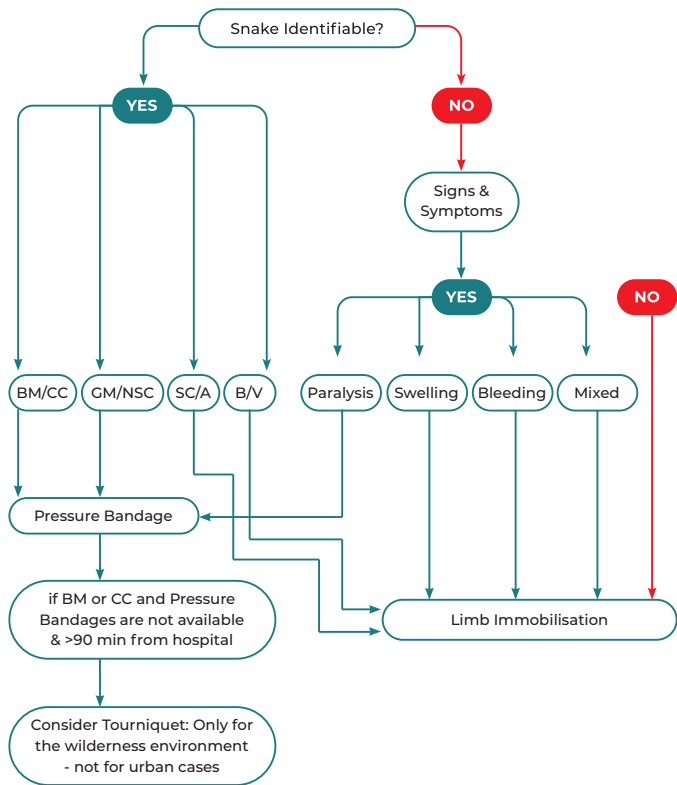 Snake Identifiable?
YES
NO
Signs &
Symptoms
YES
NO
BM/CC
GM/NSC
SC/A
B/V
Paralysis
Swelling
Bleeding
Mixed
Pressure Bandage
if BM or CC and Pressure
Bandages are not available
& >90 min from hospital
Limb Immobilisation
Consider Tourniquet: Only for
the wilderness environment
- not for urban cases